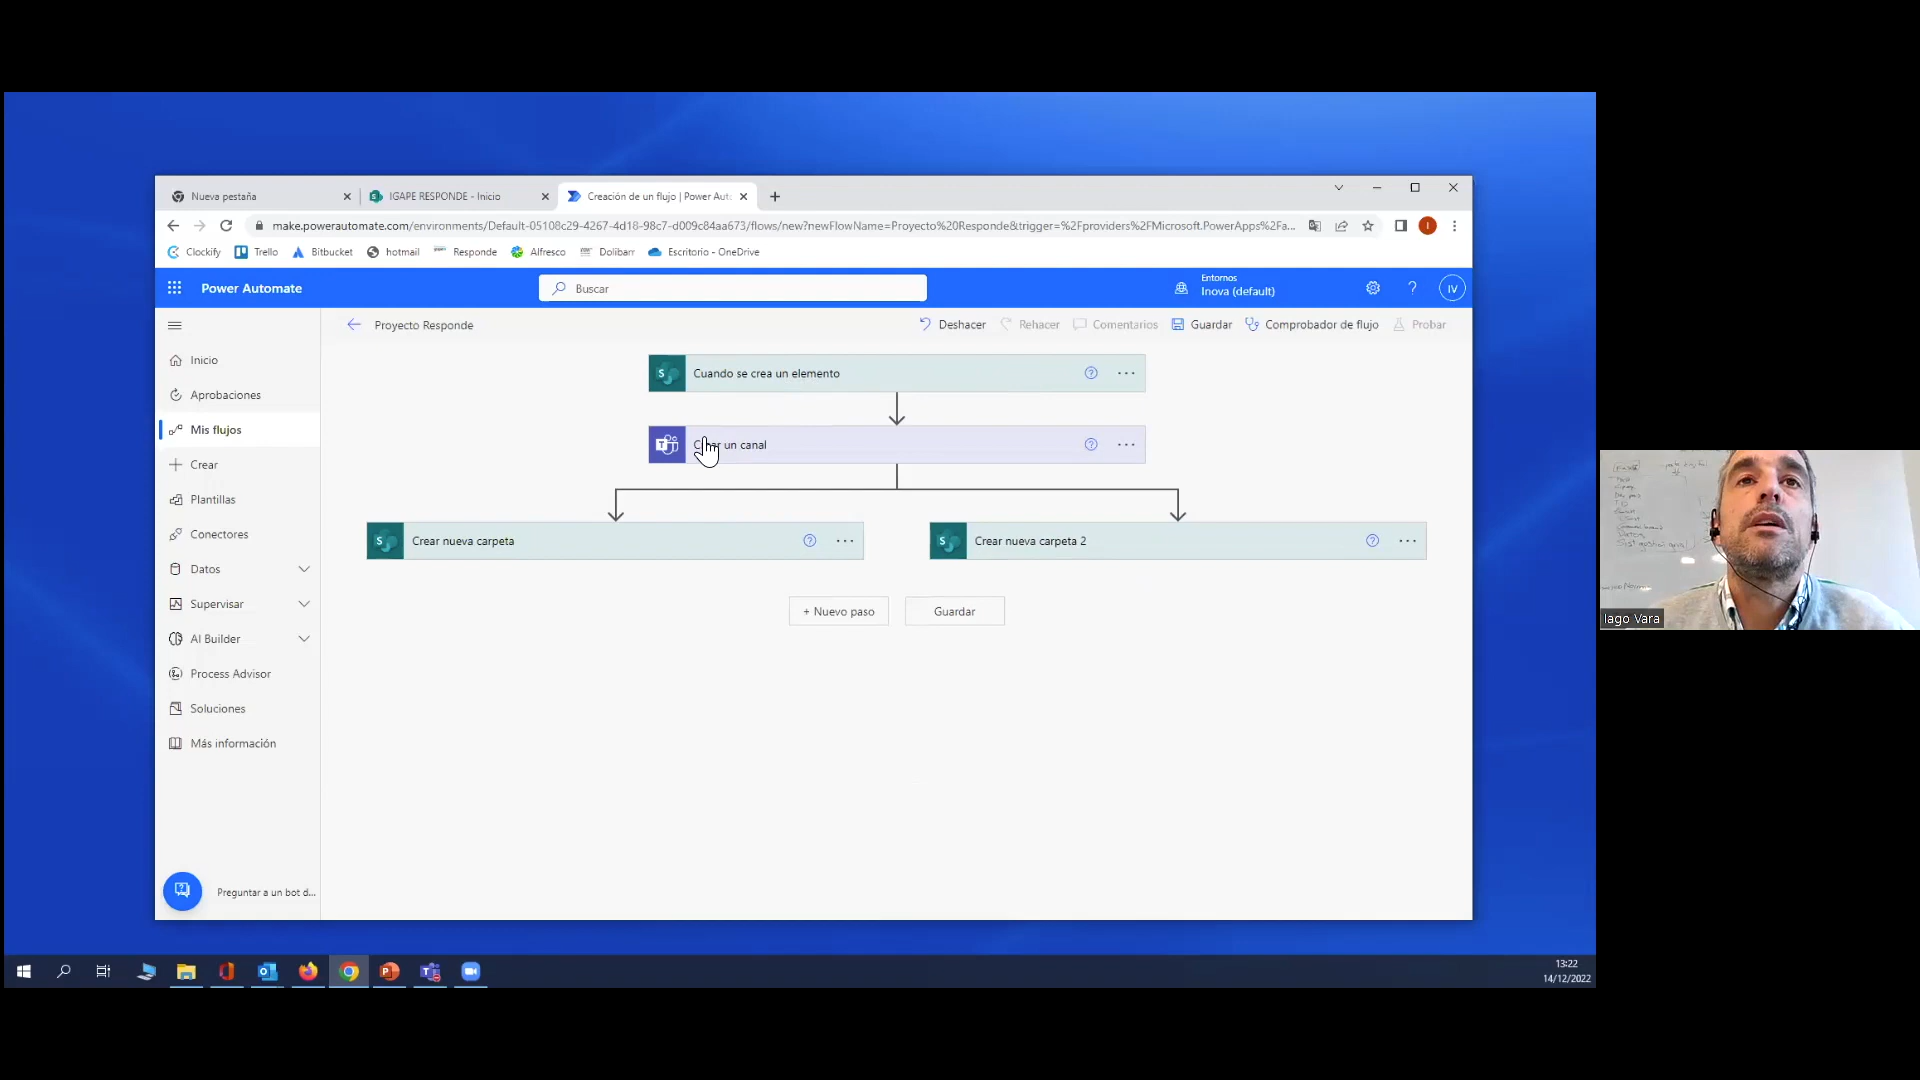 Nueva pestaña
IGAPE RESPONDE - Inicio
Creación de un flujo | Power Aut
make.powerautomate.com/environments/Default-05108c29-4267-4d18-98c7-d009c84aa673/flows/new?newFlowName=Proyecto%20Responde&trigger=%2Fproviders%2FMicrosoft.PowerApps%2Fa...
Clockify
Trello
Bitbucket
hotmail
Responde
Alfresco
Dolibarr
Escritorio - OneDrive
Power Automate
Buscar
Entornos
Inova (default)
IV
Proyecto Responde
Deshacer
Rehacer
Comentarios
Guardar
Comprobador de flujo
Probar
Inicio
Aprobaciones
Mis flujos
Crear
Plantillas
Conectores
Datos
Supervisar
AI Builder
Process Advisor
Soluciones
Más información
Preguntar a un bot d...
Cuando se crea un elemento
un canal
Crear nueva carpeta
Crear nueva carpeta 2
+ Nuevo paso
Guardar
Iago Vara
13:22
14/12/2022